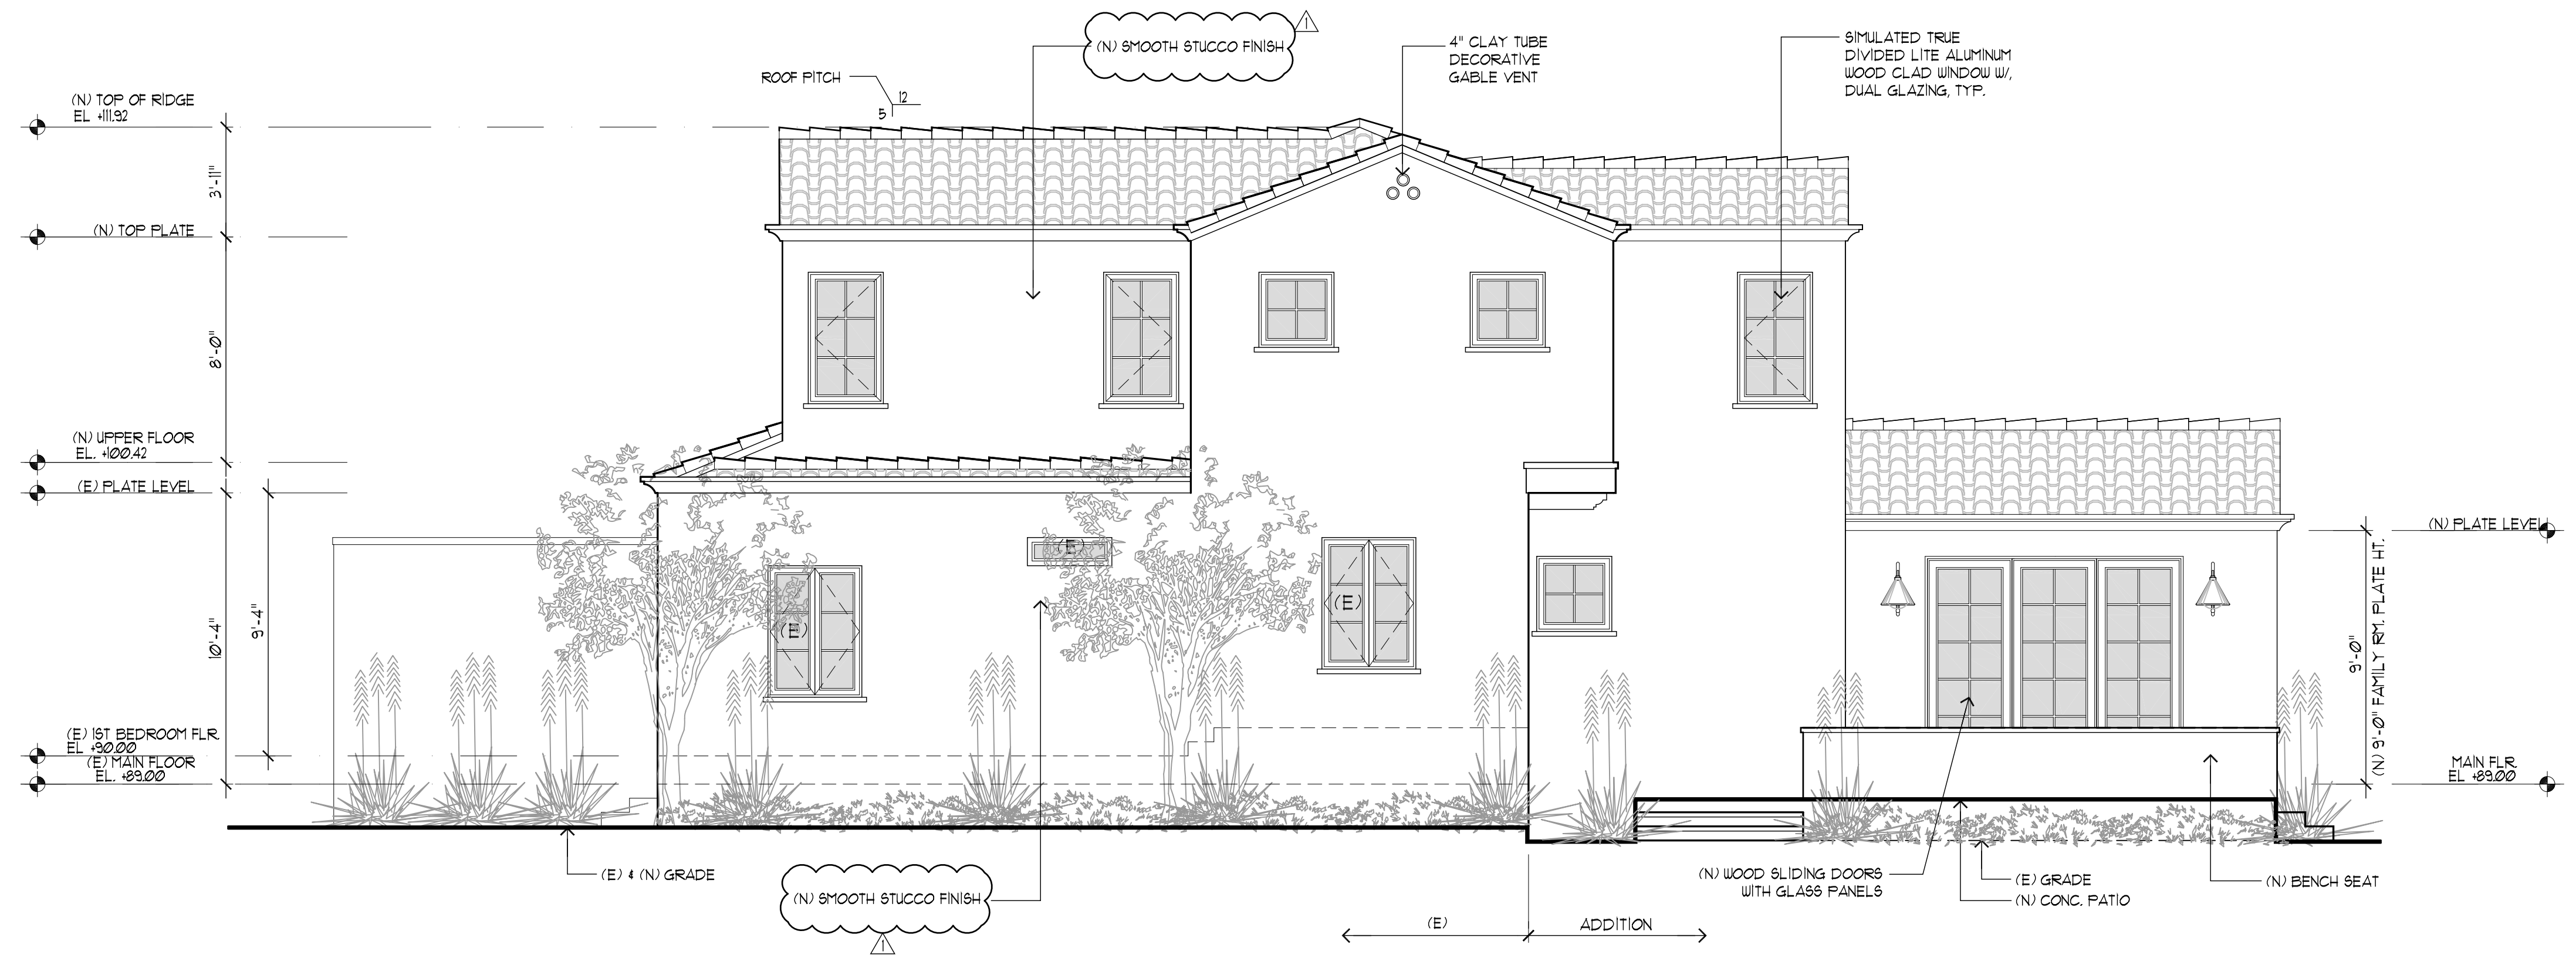 (N) SMOOTH STUCCO FINISH
1
4" CLAY TUBE
DECORATIVE
GABLE VENT
SIMULATED TRUE
DIVIDED LITE ALUMINUM
WOOD CLAD WINDOW W/,
DUAL GLAZING, TYP.
ROOF PITCH
12
5
(N) TOP OF RIDGE
EL +111.92
3'-11"
(N) TOP PLATE
8'-0"
(N) UPPER FLOOR
EL. +100.42
(E) PLATE LEVEL
10'-4"
9'-4"
(E) 1ST BEDROOM FLR.
EL +90.00
(E) MAIN FLOOR
EL. +89.00
(E)
(E)
(E)
(N) PLATE LEVEL
9'-0"
(N) 9'-0" FAMILY RM. PLATE HT.
MAIN FLR.
EL +89.00
(E) & (N) GRADE
(N) SMOOTH STUCCO FINISH
1
(N) WOOD SLIDING DOORS
WITH GLASS PANELS
(E) GRADE
(N) CONC. PATIO
(N) BENCH SEAT
(E)
ADDITION